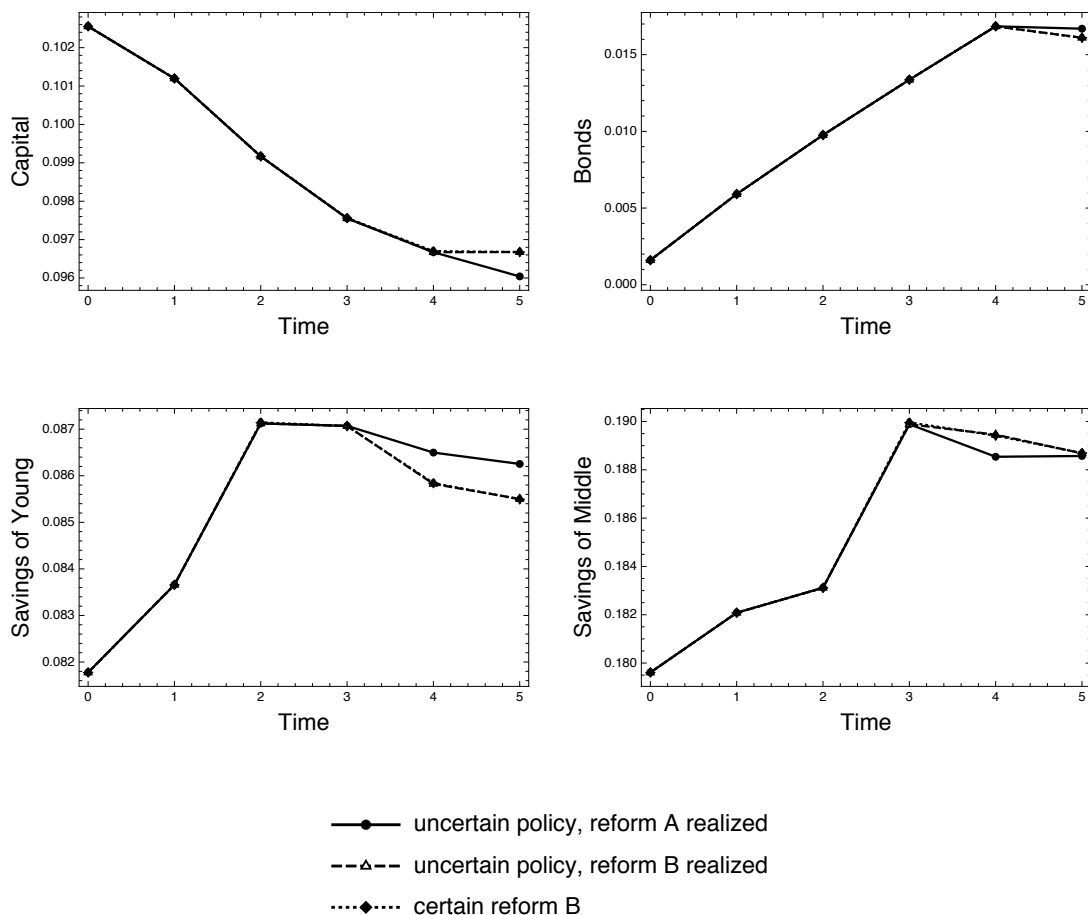 0.102
0.101
0.100
0.099
0.098
0.097
0.096
Capital
0 1 2 3 4 5
Time
0.015
0.010
0.005
0.000
Bonds
0 1 2 3 4 5
Time
0.087
0.086
0.085
0.084
0.083
0.082
Savings of Young
0 1 2 3 4 5
Time
0.190
0.188
0.186
0.184
0.182
0.180
Savings of Middle
0 1 2 3 4 5
Time
uncertain policy, reform A realized
uncertain policy, reform B realized
certain reform B